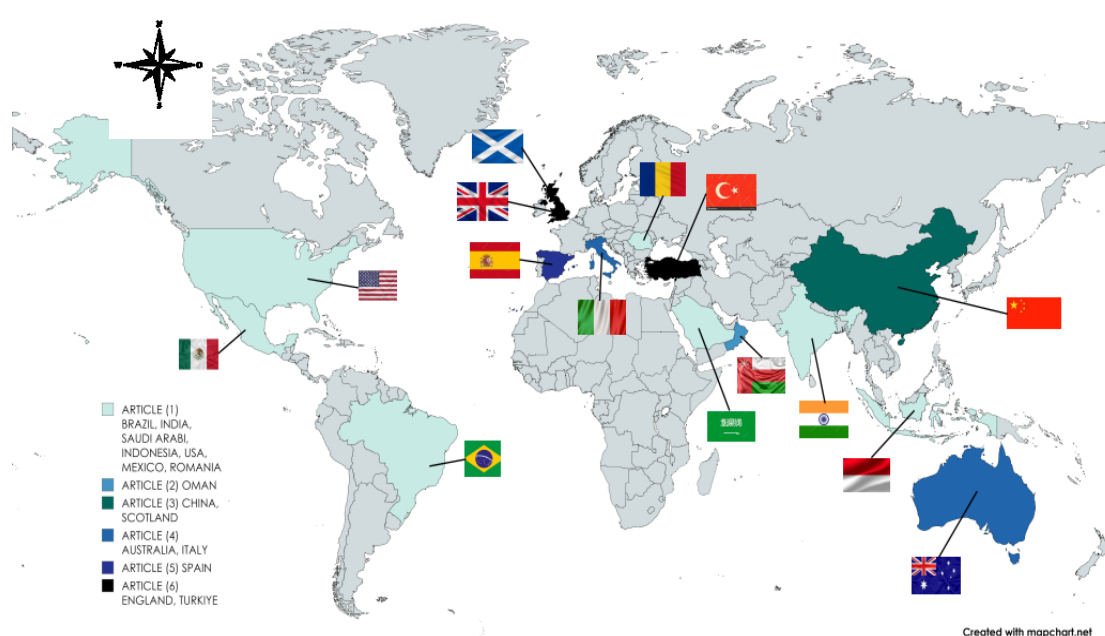 N
W
O
S
ARTICLE (1)
BRAZIL, INDIA,
SAUDI ARABI,
INDONESIA, USA,
MEXICO, ROMANIA
ARTICLE (2) OMAN
ARTICLE (3) CHINA,
SCOTLAND
ARTICLE (4)
AUSTRALIA, ITALY
ARTICLE (5) SPAIN
ARTICLE (6)
ENGLAND, TURKIYE
Created with mapchart.net